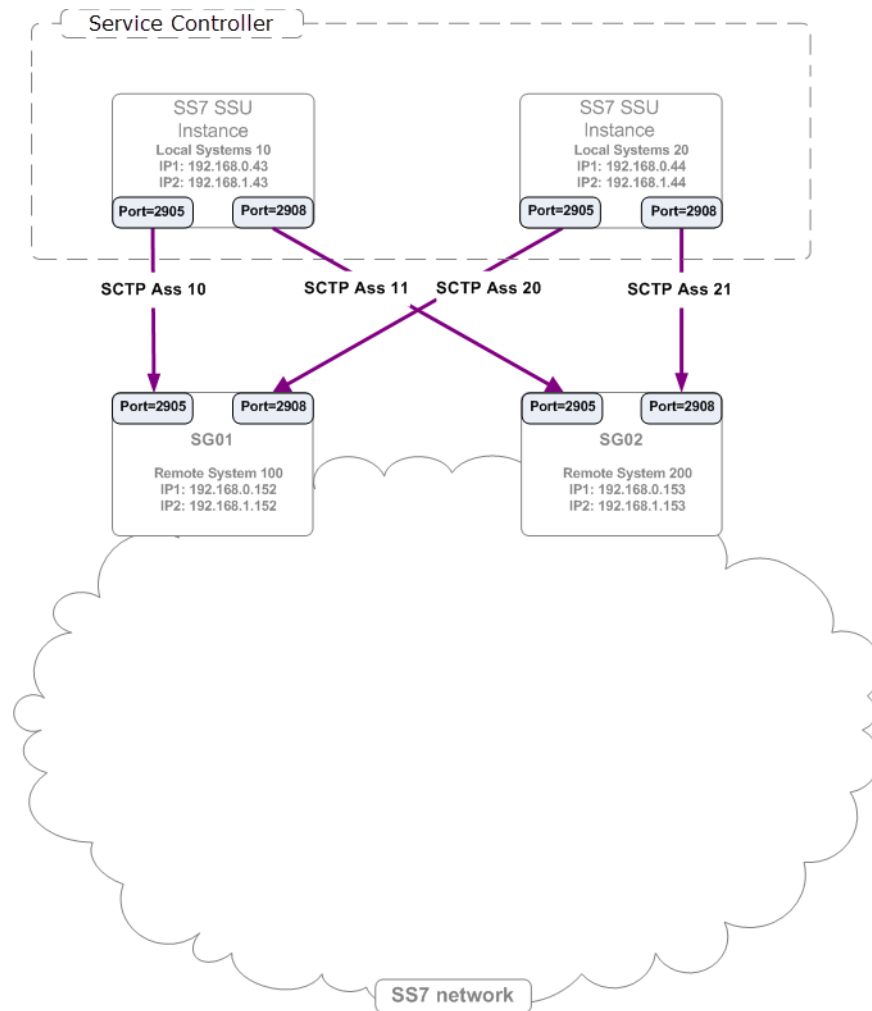 Service Controller
SS7 SSU
Instance
Local Systems 10
IP1: 192.168.0.43
IP2: 192.168.1.43
Port=2905
Port=2908
SS7 SSU
Instance
Local Systems 20
IP1: 192.168.0.44
IP2: 192.168.1.44
Port=2905
Port=2908
SCTP Ass 10
SCTP Ass 11
SCTP Ass 20
SCTP Ass 21
Port=2905
Port=2908
SG01
Remote System 100
IP1: 192.168.0.152
IP2: 192.168.1.152
Port=2905
Port=2908
SG02
Remote System 200
IP1: 192.168.0.153
IP2: 192.168.1.153
SS7 network